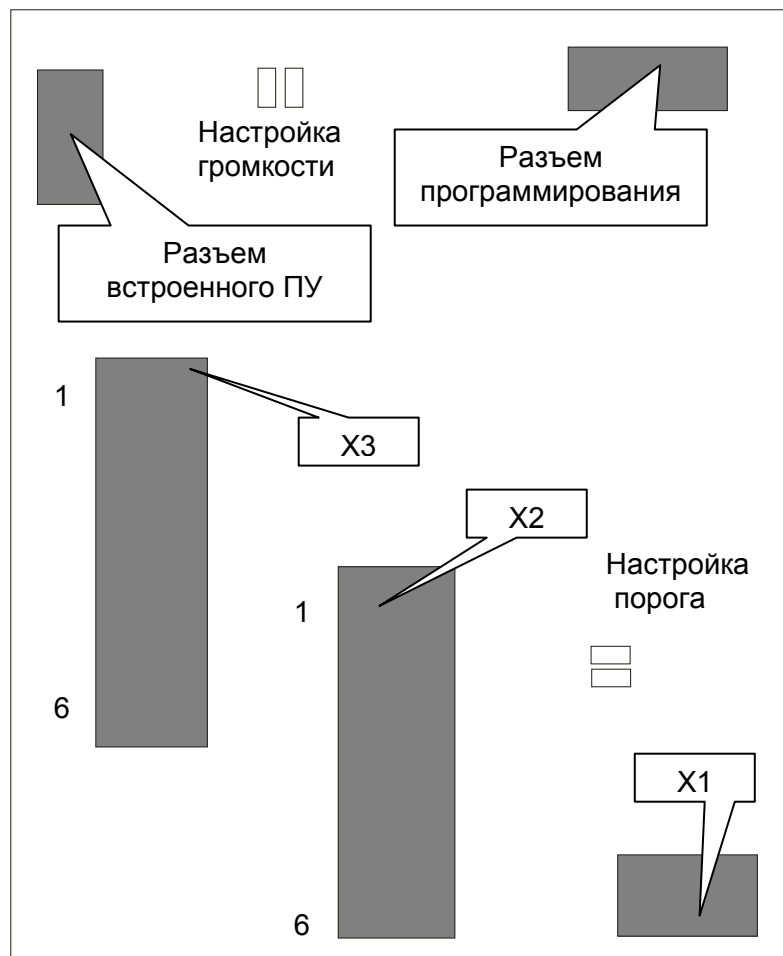 Настройка
громкости
Разъем
программирования
Разъем
встроенного ПУ
1
X3
6
X2
1
6
Настройка
порога
X1